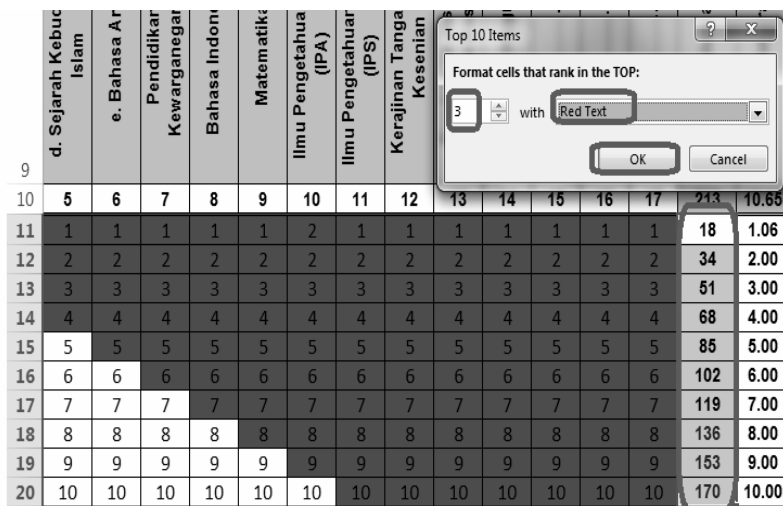 d. Sejarah Kebud
Islam
e. Bahasa Ar
Pendidikan
Kewarganegar
Bahasa Indone
Matematika
Ilmu Pengetahua
(IPA)
Ilmu Pengetahuan
(IPS)
Kerajinan Tanga
Kesenian
Top 10 Items
Format cells that rank in the TOP:
3 with Red Text
OK Cancel
9
10 5 6 7 8 9 10 11 12 13 14 15 16 17 213 10.65
11 1 1 1 1 1 2 1 1 1 1 1 1 1 18 1.06
12 2 2 2 2 2 2 2 2 2 2 2 2 2 34 2.00
13 3 3 3 3 3 3 3 3 3 3 3 3 3 51 3.00
14 4 4 4 4 4 4 4 4 4 4 4 4 4 68 4.00
15 5 5 5 5 5 5 5 5 5 5 5 5 5 85 5.00
16 6 6 6 6 6 6 6 6 6 6 6 6 6 102 6.00
17 7 7 7 7 7 7 7 7 7 7 7 7 7 119 7.00
18 8 8 8 8 8 8 8 8 8 8 8 8 8 136 8.00
19 9 9 9 9 9 9 9 9 9 9 9 9 9 153 9.00
20 10 10 10 10 10 10 10 10 10 10 10 10 10 170 10.00